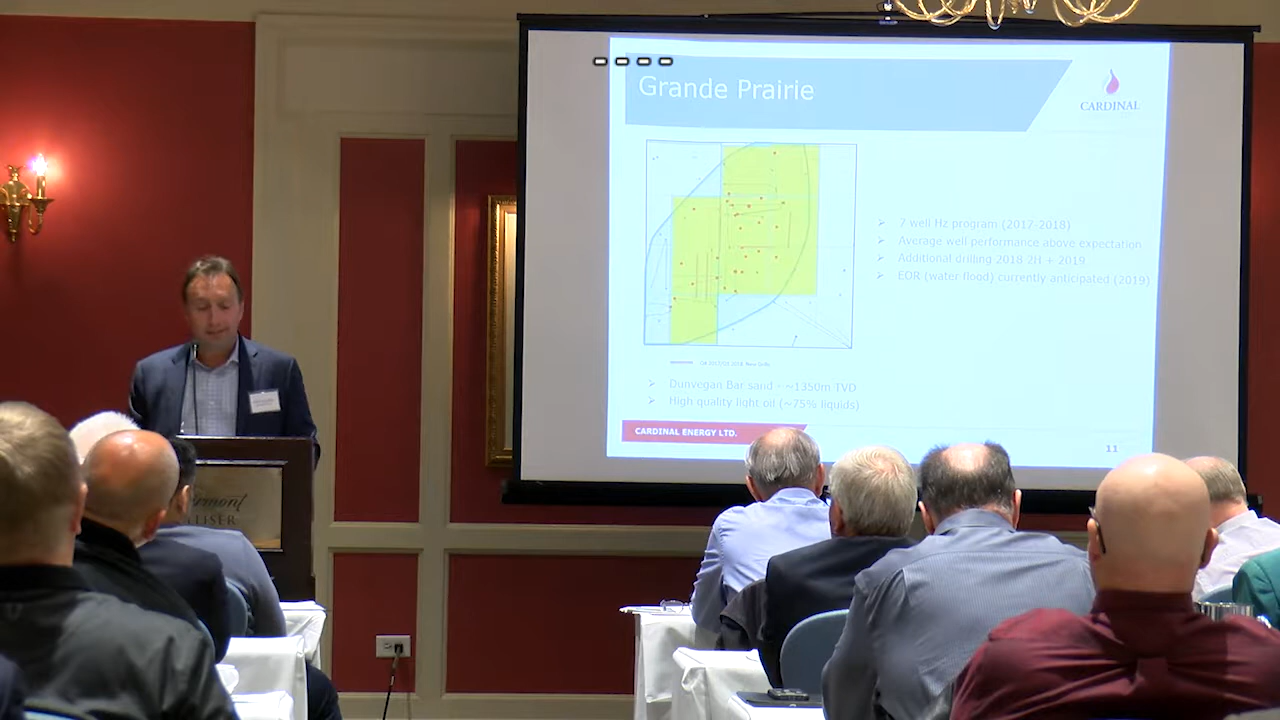 Grande Prairie
CARDINAL
7 well Hz program (2017-2018)
Average well performance above expectation
Additional drilling 2018 2H + 2019
EOR (water flood) currently anticipated (2019)
Dunvegan Bar sand - ~1350m TVD
High quality light oil (~75% liquids)
CARDINAL ENERGY LTD.
11